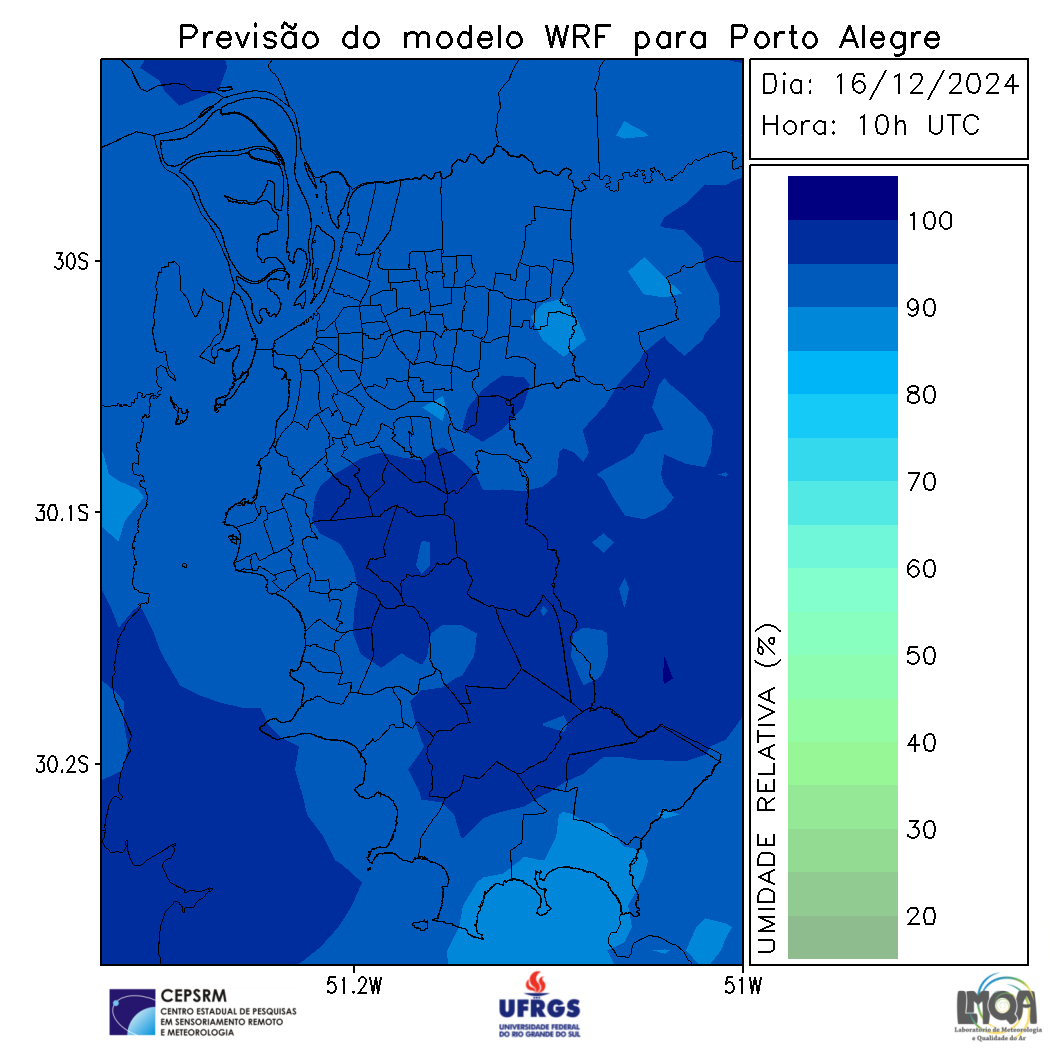 Previsão do modelo WRF para Porto Alegre
Dia: 16/12/2024
Hora: 10h UTC
100
90
80
70
60
50
40
30
20
UMIDADE RELATIVA (%)
30S
30.1S
30.2S
51.2W
51W
CEPSRM
CENTRO ESTADUAL DE PESQUISAS
EM SENSORIAMENTO REMOTO
E METEOROLOGIA
UFRGS
UNIVERSIDADE FEDERAL
DO RIO GRANDE DO SUL
LMQA
Laboratório de Meteorologia
e Qualidade do Ar